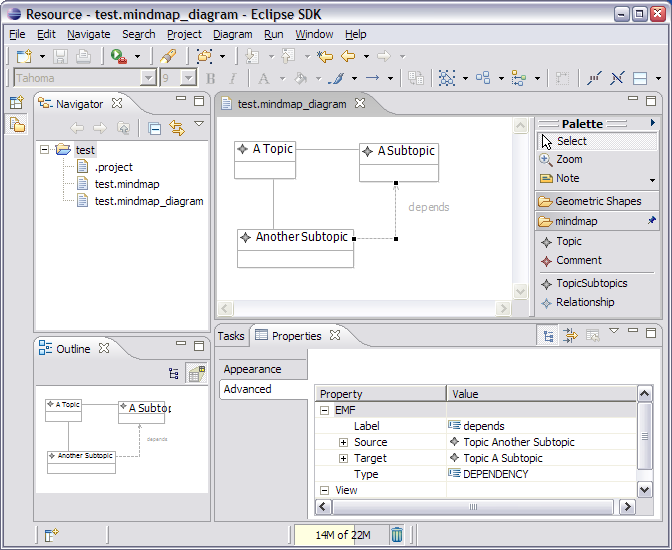 Resource - test.mindmap_diagram - Eclipse SDK
File Edit Navigate Search Project Diagram Run Window Help
Tahoma 9 B I A
Navigator
test
.project
test.mindmap
test.mindmap_diagram
test.mindmap_diagram
A Topic
A Subtopic
depends
Another Subtopic
Palette
Select
Zoom
Note
Geometric Shapes
mindmap
Topic
Comment
TopicSubtopics
Relationship
Outline
A Topic
A Subtop
depends
Another Subtopic
Tasks Properties
Appearance
Advanced
Property Value
EMF
Label depends
Source Topic Another Subtopic
Target Topic A Subtopic
Type DEPENDENCY
View
14M of 22M